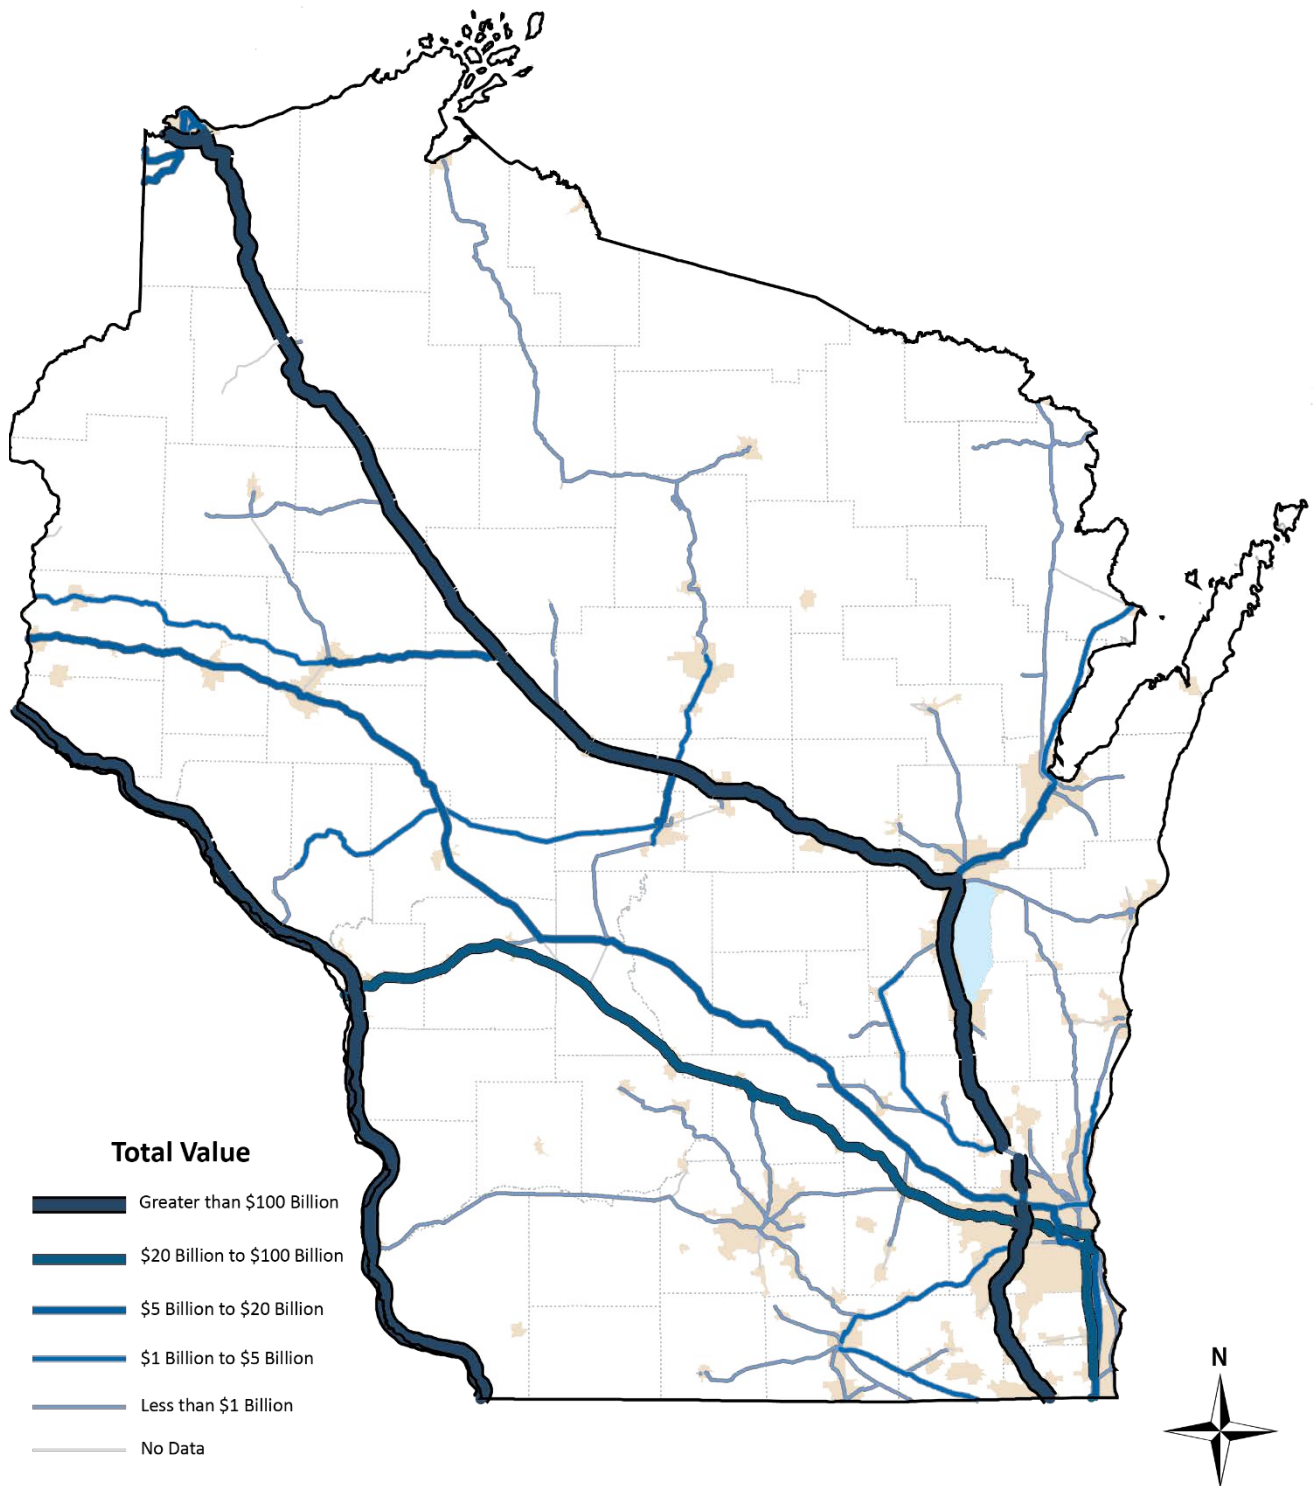 Total Value
Greater than $100 Billion
$20 Billion to $100 Billion
$5 Billion to $20 Billion
$1 Billion to $5 Billion
Less than $1 Billion
No Data
N